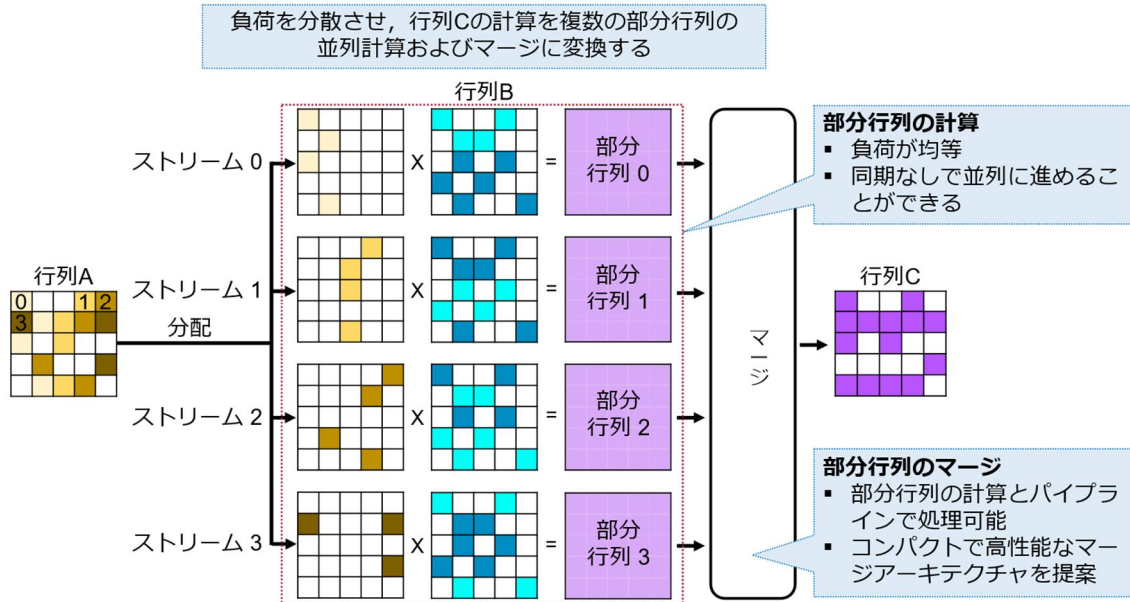 負荷を分散させ，行列Cの計算を複数の部分行列の
並列計算およびマージに変換する
行列B
ストリーム 0
X
=
部分
行列 0
部分行列の計算
▪ 負荷が均等
▪ 同期なしで並列に進めるこ
とができる
行列A
0 1 2
3
分配
ストリーム 1
X
=
部分
行列 1
マージ
行列C
ストリーム 2
X
=
部分
行列 2
ストリーム 3
X
=
部分
行列 3
部分行列のマージ
▪ 部分行列の計算とパイプラ
インで処理可能
▪ コンパクトで高性能なマー
ジアーキテクチャを提案